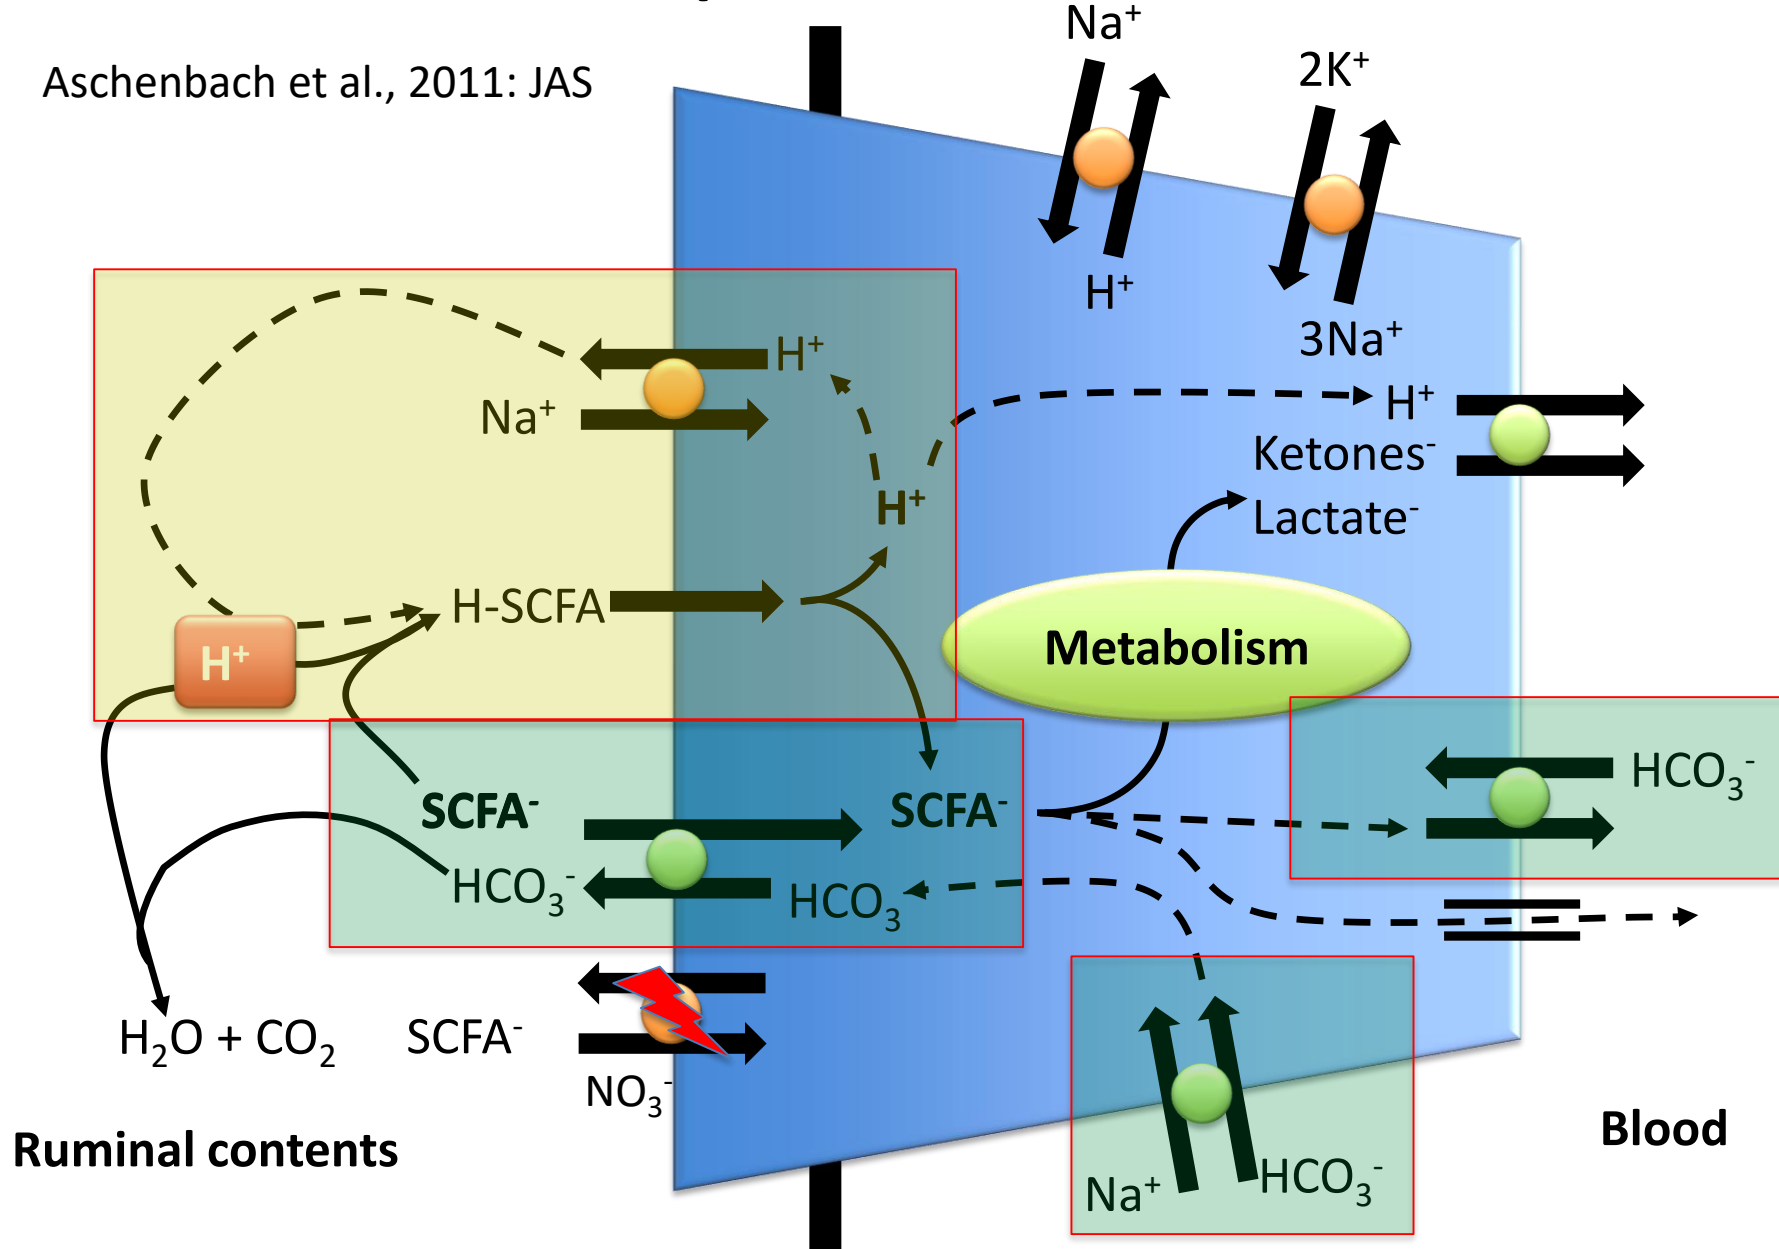 Aschenbach et al., 2011: JAS
Na⁺
2K⁺
H⁺
3Na⁺
H⁺
Na⁺
H⁺
Ketones⁻
Lactate⁻
H⁺
H-SCFA
H⁺
Metabolism
SCFA⁻
SCFA⁻
HCO₃⁻
HCO₃⁻
HCO₃
H₂O + CO₂
SCFA⁻
NO₃⁻
Na⁺
HCO₃⁻
Ruminal contents
Blood